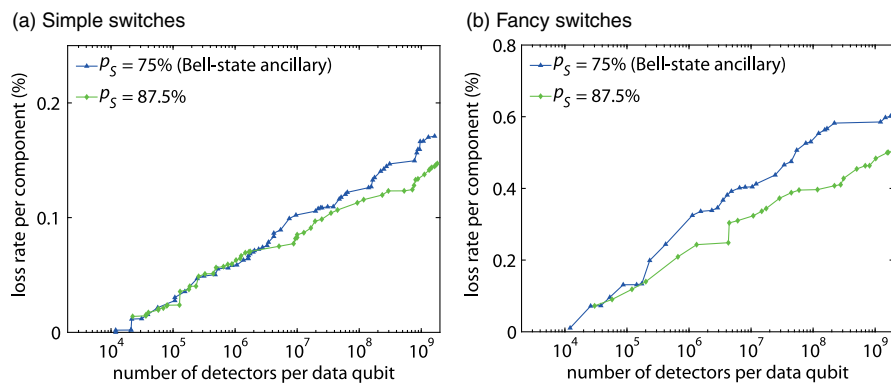 (a) Simple switches
(b) Fancy switches
loss rate per component (%)
0.2
0.1
0
p_S = 75% (Bell-state ancillary)
p_S = 87.5%
10^4 10^5 10^6 10^7 10^8 10^9
number of detectors per data qubit
loss rate per component (%)
0.8
0.6
0.4
0.2
0
p_S = 75% (Bell-state ancillary)
p_S = 87.5%
10^4 10^5 10^6 10^7 10^8 10^9
number of detectors per data qubit